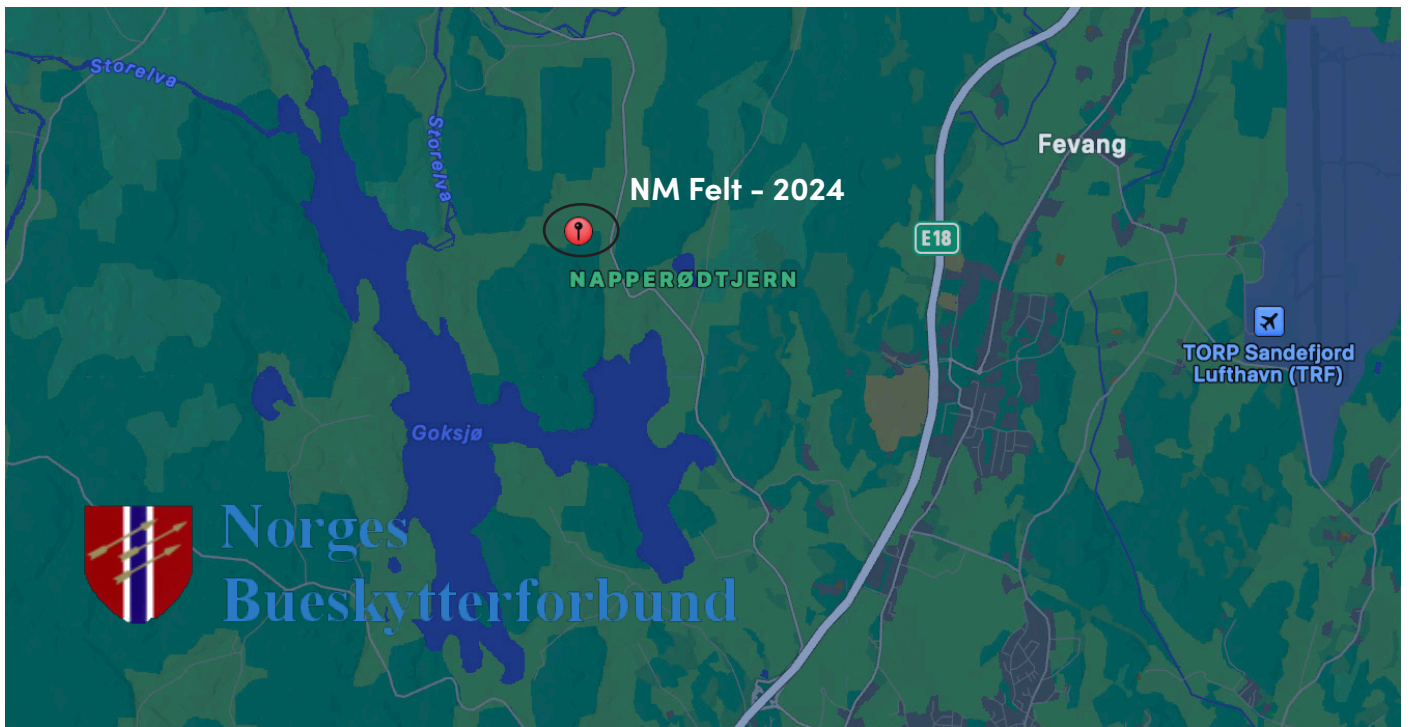 Storelva
Storelva
Fevang
NM Felt - 2024
E18
NAPPERØDTJERN
TORP Sandefjord
Lufthavn (TRF)
Goksjø
Norges
Bueskytterforbund